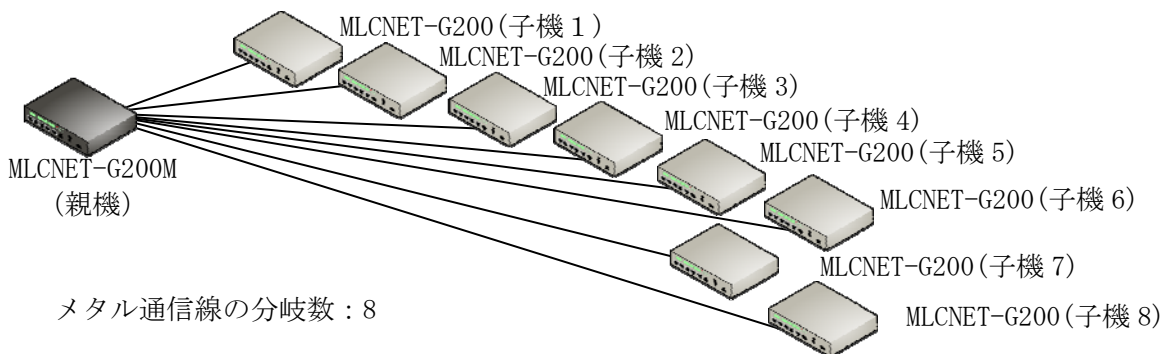 MLCNET-G200(子機１)
MLCNET-G200(子機 2)
MLCNET-G200(子機 3)
MLCNET-G200(子機 4)
MLCNET-G200(子機 5)
MLCNET-G200(子機 6)
MLCNET-G200(子機 7)
MLCNET-G200(子機 8)
MLCNET-G200M
(親機)
メタル通信線の分岐数：8